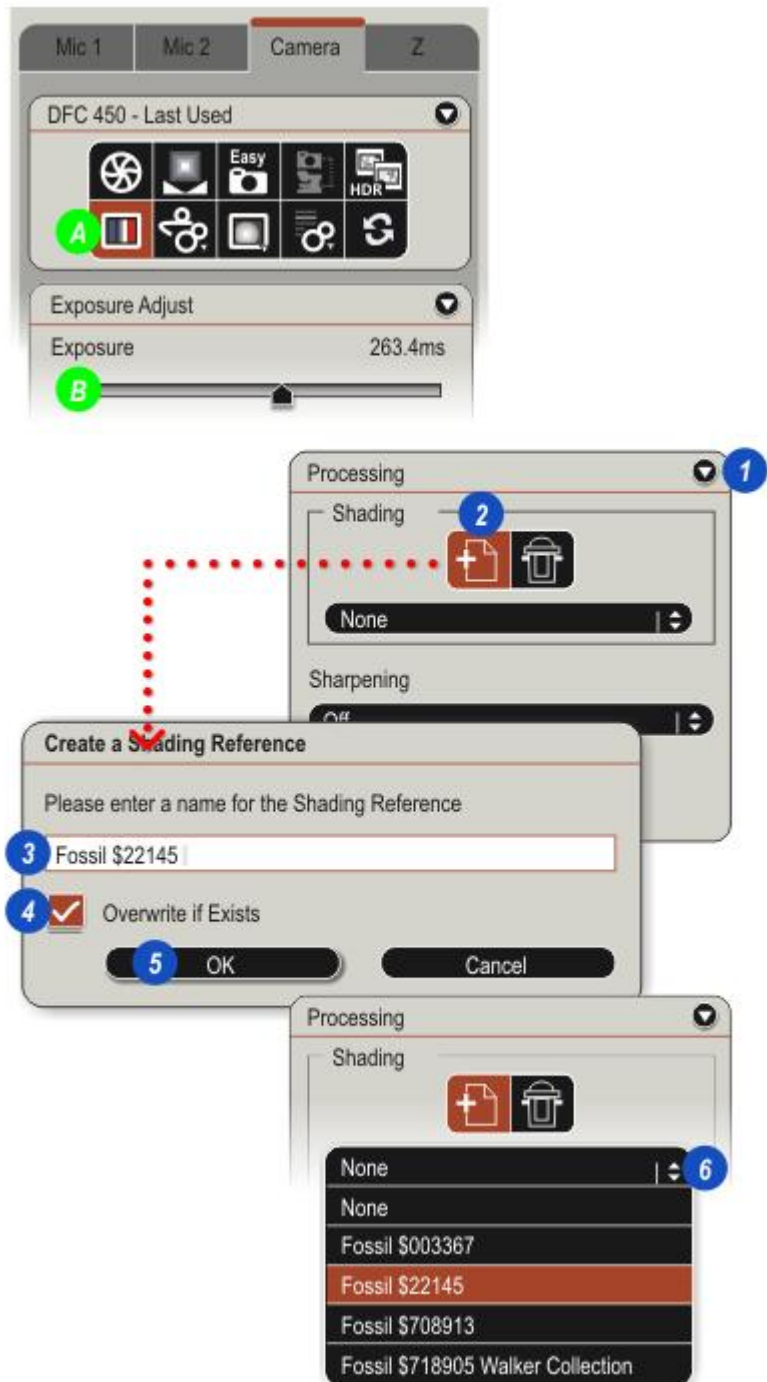 Mic 1 Mic 2 Camera Z
DFC 450 - Last Used
Easy
HDR
A
Exposure Adjust
Exposure 263.4ms
B
Processing 1
Shading 2
None
Sharpening
Off
Create a Shading Reference
Please enter a name for the Shading Reference
3 Fossil $22145
4 Overwrite if Exists
5 OK Cancel
Processing
Shading
None 6
None
Fossil $003367
Fossil $22145
Fossil $708913
Fossil $718905 Walker Collection